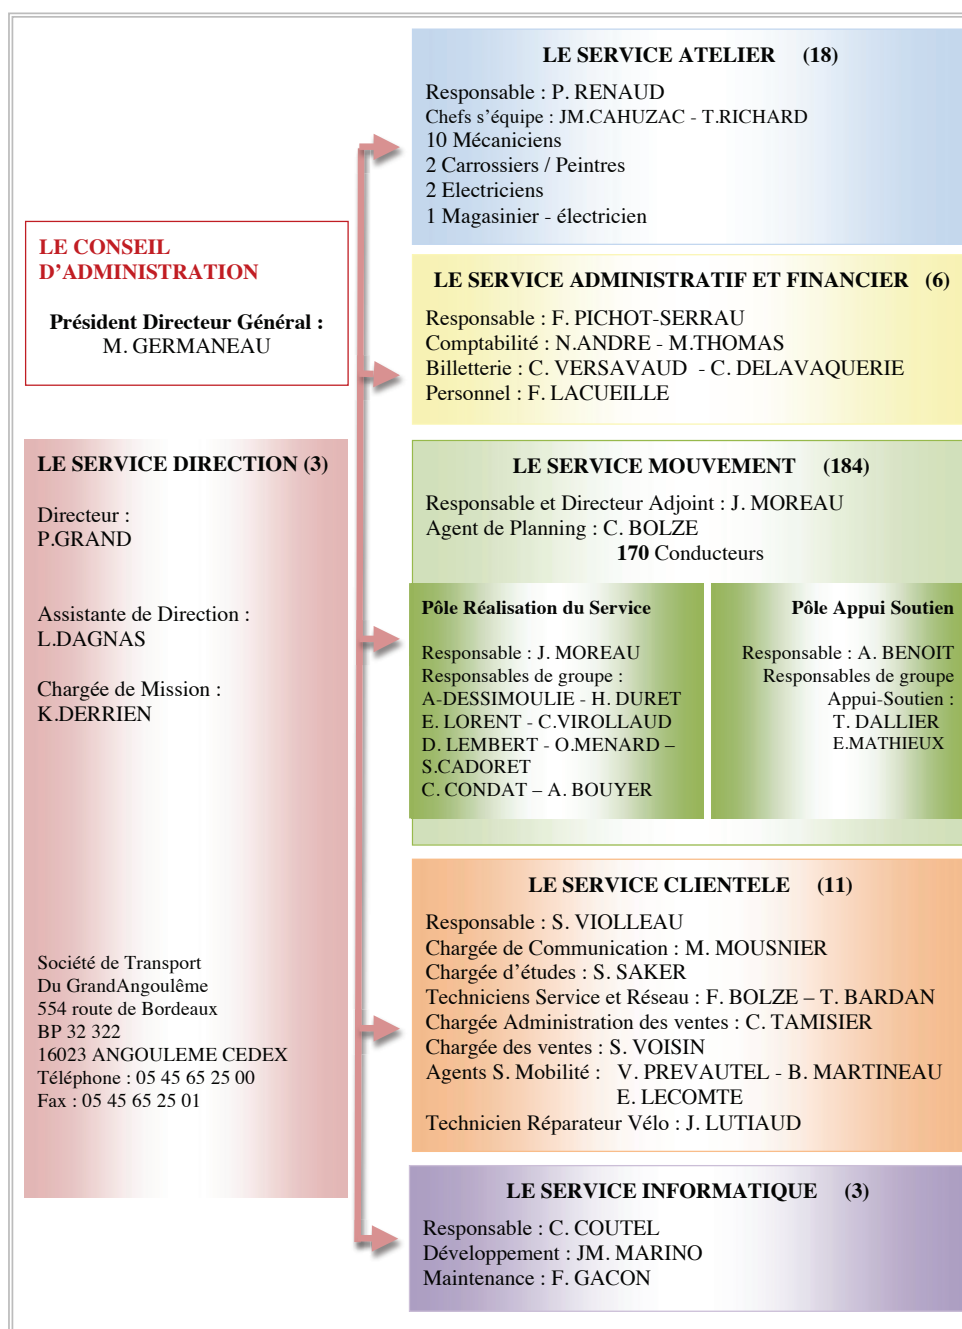 LE CONSEIL
D'ADMINISTRATION
Président Directeur Général :
M. GERMANEAU
LE SERVICE DIRECTION (3)
Directeur :
P.GRAND
Assistante de Direction :
L.DAGNAS
Chargée de Mission :
K.DERRIEN
Société de Transport
Du GrandAngoulême
554 route de Bordeaux
BP 32 322
16023 ANGOULEME CEDEX
Téléphone : 05 45 65 25 00
Fax : 05 45 65 25 01
LE SERVICE ATELIER (18)
Responsable : P. RENAUD
Chefs s'équipe : JM.CAHUZAC - T.RICHARD
10 Mécaniciens
2 Carrossiers / Peintres
2 Electriciens
1 Magasinier - électricien
LE SERVICE ADMINISTRATIF ET FINANCIER (6)
Responsable : F. PICHOT-SERRAU
Comptabilité : N.ANDRE - M.THOMAS
Billetterie : C. VERSAVAUD - C. DELAVAQUERIE
Personnel : F. LACUEILLE
LE SERVICE MOUVEMENT (184)
Responsable et Directeur Adjoint : J. MOREAU
Agent de Planning : C. BOLZE
170 Conducteurs
Pôle Réalisation du Service
Responsable : J. MOREAU
Responsables de groupe :
A-DESSIMOULIE - H. DURET
E. LORENT - C.VIROLLAUD
D. LEMBERT - O.MENARD –
S.CADORET
C. CONDAT – A. BOUYER
Pôle Appui Soutien
Responsable : A. BENOIT
Responsables de groupe
Appui-Soutien :
T. DALLIER
E.MATHIEUX
LE SERVICE CLIENTELE (11)
Responsable : S. VIOLLEAU
Chargée de Communication : M. MOUSNIER
Chargée d'études : S. SAKER
Techniciens Service et Réseau : F. BOLZE – T. BARDAN
Chargée Administration des ventes : C. TAMISIER
Chargée des ventes : S. VOISIN
Agents S. Mobilité : V. PREVAUTEL - B. MARTINEAU
E. LECOMTE
Technicien Réparateur Vélo : J. LUTIAUD
LE SERVICE INFORMATIQUE (3)
Responsable : C. COUTEL
Développement : JM. MARINO
Maintenance : F. GACON